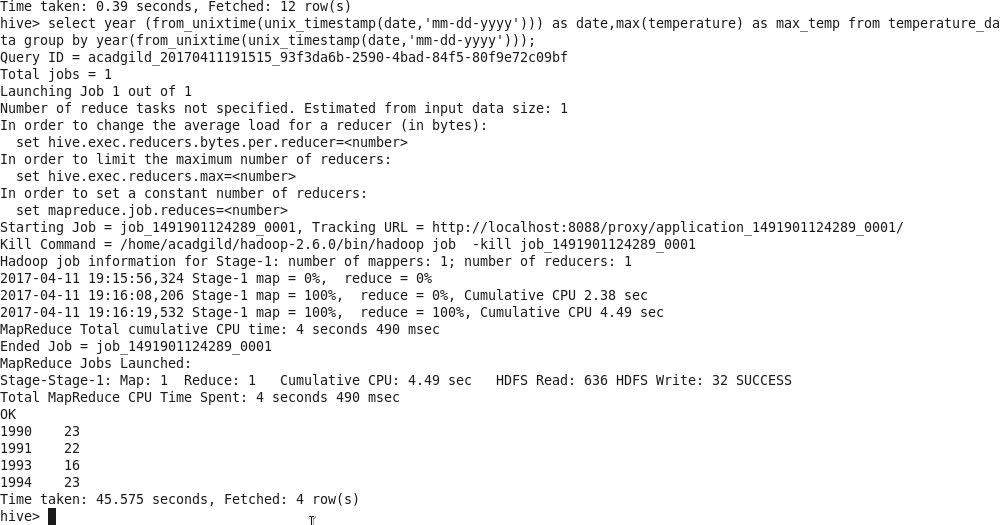 Time taken: 0.39 seconds, Fetched: 12 row(s)
hive> select year (from_unixtime(unix_timestamp(date,'mm-dd-yyyy'))) as date,max(temperature) as max_temp from temperature_da
ta group by year(from_unixtime(unix_timestamp(date,'mm-dd-yyyy')));
Query ID = acadgild_20170411191515_93f3da6b-2590-4bad-84f5-80f9e72c09bf
Total jobs = 1
Launching Job 1 out of 1
Number of reduce tasks not specified. Estimated from input data size: 1
In order to change the average load for a reducer (in bytes):
  set hive.exec.reducers.bytes.per.reducer=<number>
In order to limit the maximum number of reducers:
  set hive.exec.reducers.max=<number>
In order to set a constant number of reducers:
  set mapreduce.job.reduces=<number>
Starting Job = job_1491901124289_0001, Tracking URL = http://localhost:8088/proxy/application_1491901124289_0001/
Kill Command = /home/acadgild/hadoop-2.6.0/bin/hadoop job  -kill job_1491901124289_0001
Hadoop job information for Stage-1: number of mappers: 1; number of reducers: 1
2017-04-11 19:15:56,324 Stage-1 map = 0%,  reduce = 0%
2017-04-11 19:16:08,206 Stage-1 map = 100%,  reduce = 0%, Cumulative CPU 2.38 sec
2017-04-11 19:16:19,532 Stage-1 map = 100%,  reduce = 100%, Cumulative CPU 4.49 sec
MapReduce Total cumulative CPU time: 4 seconds 490 msec
Ended Job = job_1491901124289_0001
MapReduce Jobs Launched:
Stage-Stage-1: Map: 1  Reduce: 1   Cumulative CPU: 4.49 sec   HDFS Read: 636 HDFS Write: 32 SUCCESS
Total MapReduce CPU Time Spent: 4 seconds 490 msec
OK
1990    23
1991    22
1993    16
1994    23
Time taken: 45.575 seconds, Fetched: 4 row(s)
hive>